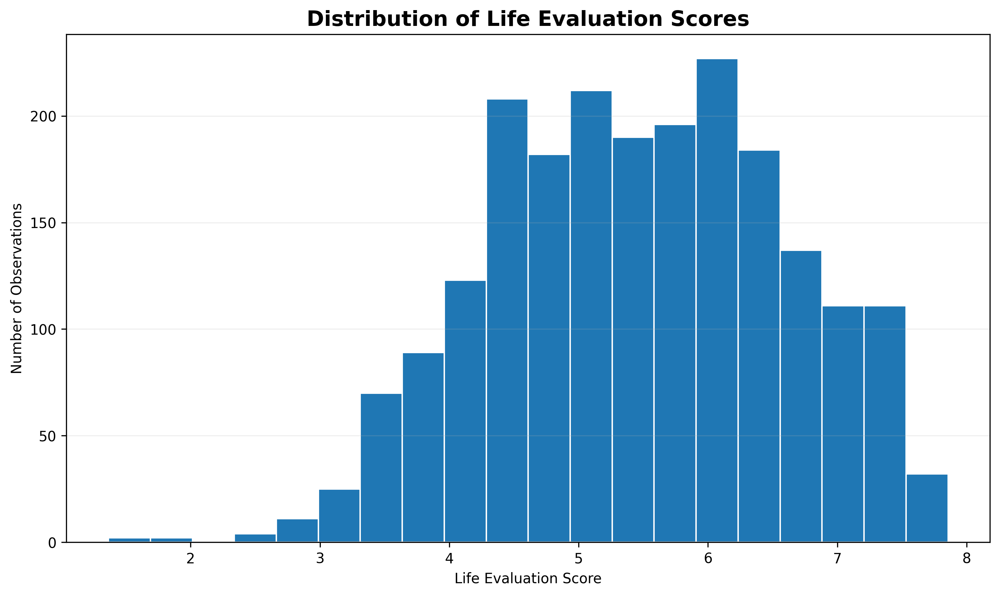 Distribution of Life Evaluation Scores
Number of Observations
200
150
100
50
0
2 3 4 5 6 7 8
Life Evaluation Score